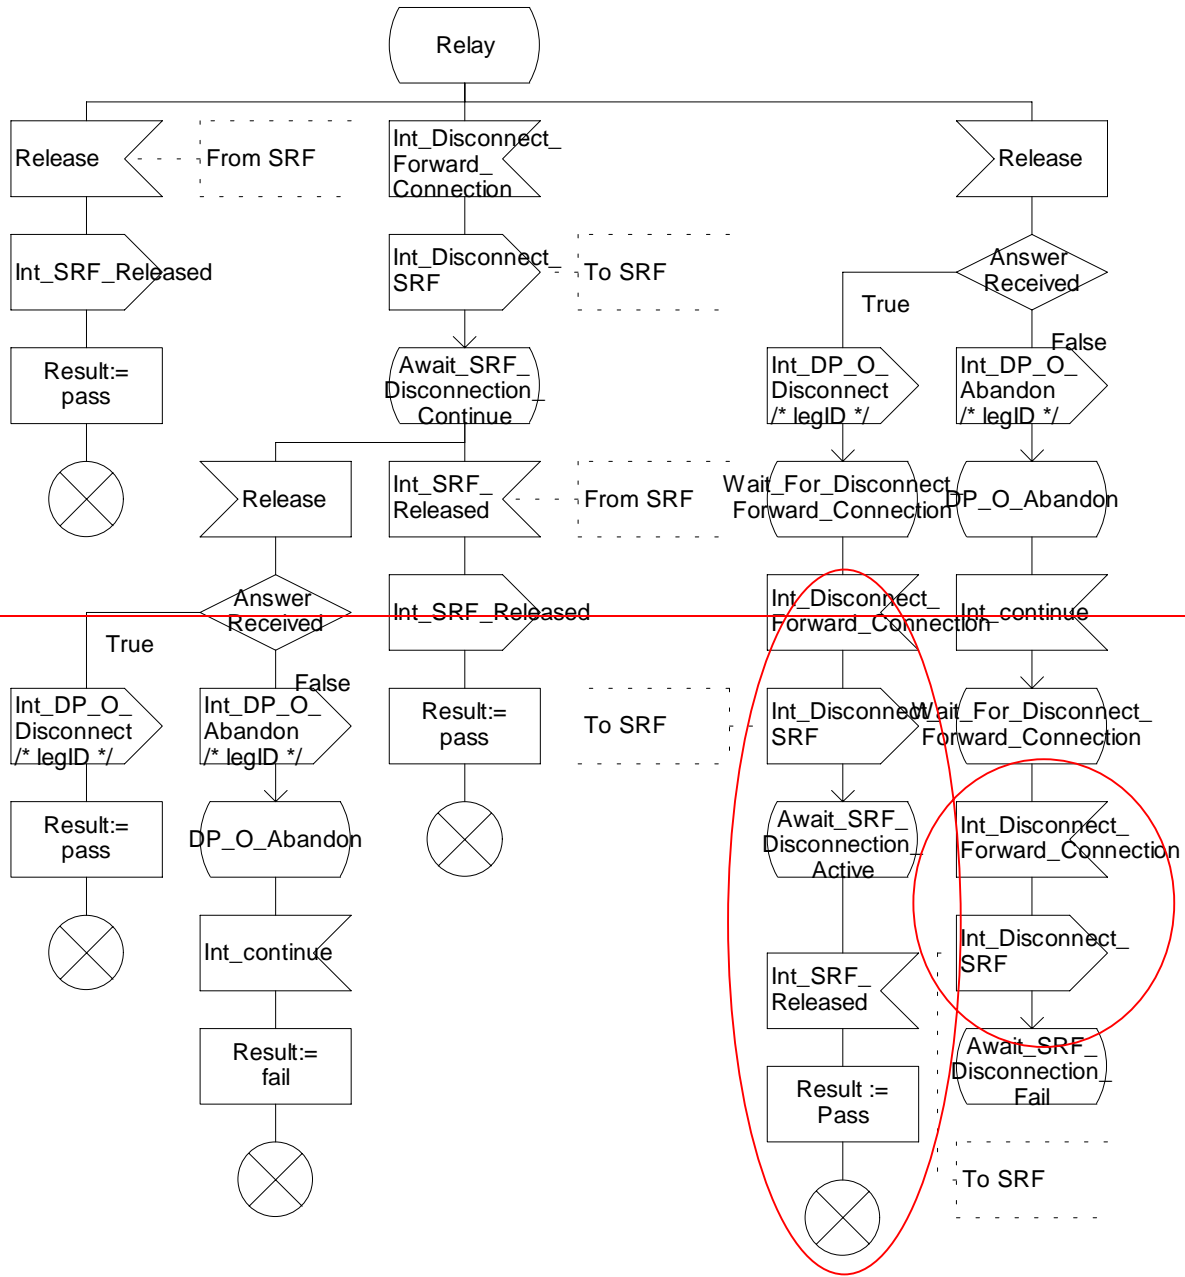 Relay
Release
From SRF
Int_Disconnect_
Forward_
Connection
Release
Int_SRF_Released
Int_Disconnect_
SRF
To SRF
Answer
Received
True
False
Result:=
pass
Await_SRF_
Disconnection_
Continue
Int_DP_O_
Disconnect
/* legID */
Int_DP_O_
Abandon
/* legID */
Release
Int_SRF_
Released
From SRF
Wait_For_Disconnect_
Forward_Connection
DP_O_Abandon
Answer
Received
True
False
Int_SRF_Released
Int_Disconnect_
Forward_Connection
Int_continue
Int_DP_O_
Disconnect
/* legID */
Int_DP_O_
Abandon
/* legID */
Result:=
pass
To SRF
Int_Disconnect_
SRF
Wait_For_Disconnect_
Forward_Connection
Result:=
pass
DP_O_Abandon
Await_SRF_
Disconnection_
Active
Int_Disconnect_
Forward_Connection
Int_continue
Int_SRF_
Released
Int_Disconnect_
SRF
Result:=
fail
Result :=
Pass
Await_SRF_
Disconnection_
Fail
To SRF